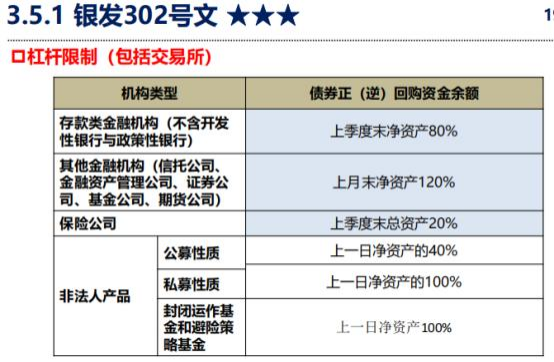 3.5.1 银发302号文 ★★★
杠杆限制（包括交易所）
机构类型
债券正（逆）回购资金余额
存款类金融机构（不含开发
性银行与政策性银行）
上季度末净资产80%
其他金融机构（信托公司、
金融资产管理公司、证券公
司、基金公司、期货公司）
上月末净资产120%
保险公司
上季度末总资产20%
非法人产品
公募性质
上一日净资产的40%
私募性质
上一日净资产的100%
封闭运作基
金和避险策
略基金
上一日净资产100%